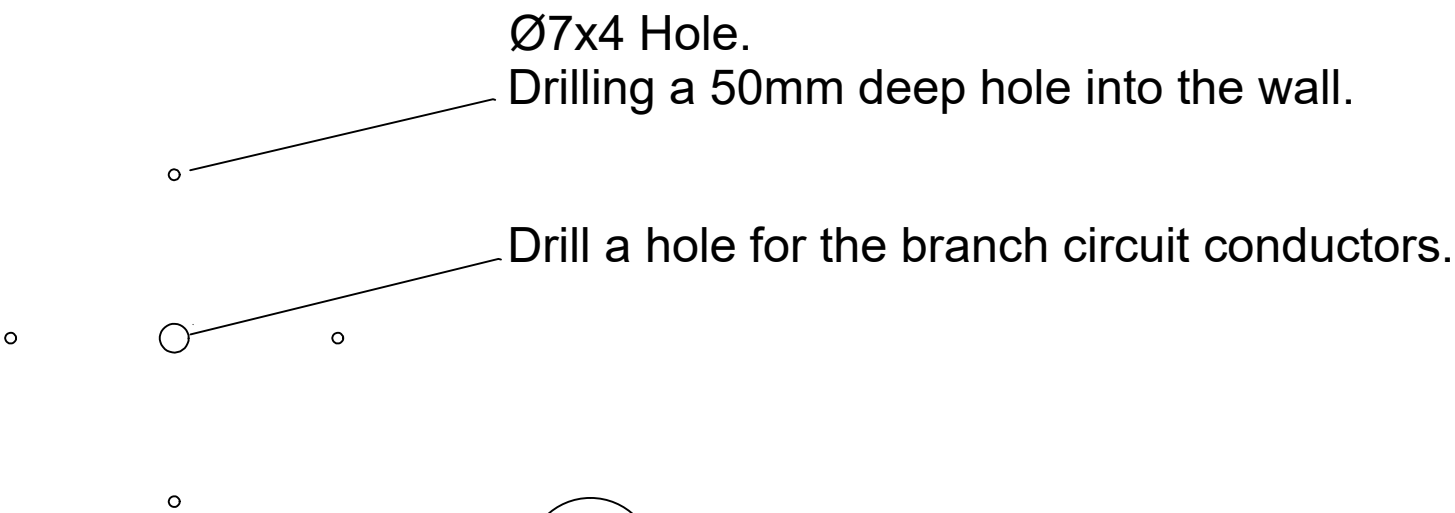 Ø7x4 Hole.
Drilling a 50mm deep hole into the wall.
Drill a hole for the branch circuit conductors.